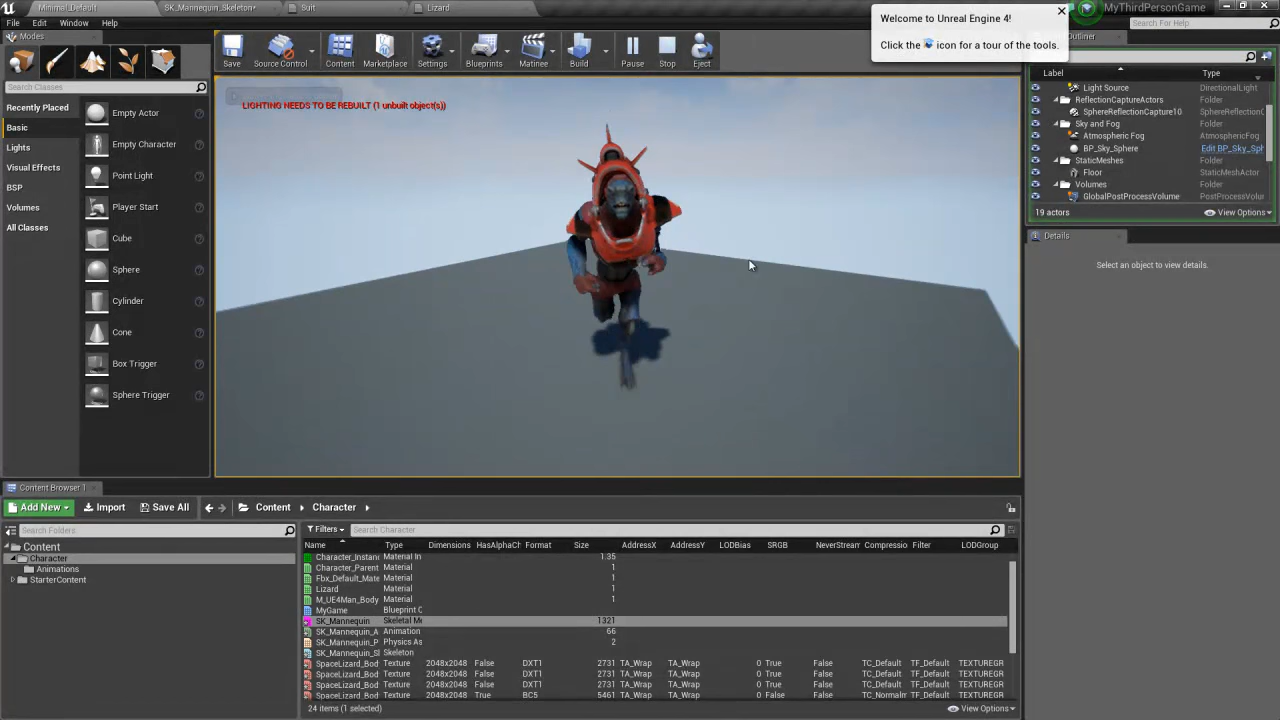 Minimal_Default
SK_Mannequin_Skeleton*
Suit
Lizard
MyThirdPersonGame
File
Edit
Window
Help
Search For Help
Welcome to Unreal Engine 4!
Click the icon for a tour of the tools.
Modes
Search Classes
Recently Placed
Basic
Lights
Visual Effects
BSP
Volumes
All Classes
Empty Actor
Empty Character
Point Light
Player Start
Cube
Sphere
Cylinder
Cone
Box Trigger
Sphere Trigger
Save
Source Control
Content
Marketplace
Settings
Blueprints
Matinee
Build
Pause
Stop
Eject
LIGHTING NEEDS TO BE REBUILT (1 unbuilt object(s))
Outliner
Label Type
Light Source DirectionalLight
ReflectionCaptureActors Folder
SphereReflectionCapture10 SphereReflectionC
Sky and Fog Folder
Atmospheric Fog AtmosphericFog
BP_Sky_Sphere Edit BP_Sky_Sph
StaticMeshes Folder
Floor StaticMeshActor
Volumes Folder
GlobalPostProcessVolume PostProcessVolu
19 actors View Options
Details
Select an object to view details.
Content Browser 1
Add New Import Save All Content Character
Search Folders
Content
Character
Animations
StarterContent
Filters Search Character
Name Type Dimensions HasAlphaCh Format Size AddressX AddressY LODBias SRGB NeverStream Compressio Filter LODGroup
Character_Instanc Material In 1.35
Character_Parent Material 1
Fbx_Default_Mate Material 1
Lizard Material 1
M_UE4Man_Body Material 1
MyGame Blueprint C
SK_Mannequin Skeletal Me 1321
SK_Mannequin_A Animation 66
SK_Mannequin_P Physics As 2
SK_Mannequin_Sk Skeleton
SpaceLizard_Bod Texture 2048x2048 False DXT1 2731 TA_Wrap TA_Wrap 0 True False TC_Default TF_Default TEXTUREGR
SpaceLizard_Bod Texture 2048x2048 False DXT1 2731 TA_Wrap TA_Wrap 0 True False TC_Default TF_Default TEXTUREGR
SpaceLizard_Bod Texture 2048x2048 False DXT1 2731 TA_Wrap TA_Wrap 0 True False TC_Default TF_Default TEXTUREGR
SpaceLizard_Bod Texture 2048x2048 True BC5 5461 TA_Wrap TA_Wrap 0 False False TC_Normalm TF_Default TEXTUREGR
24 items (1 selected) View Options